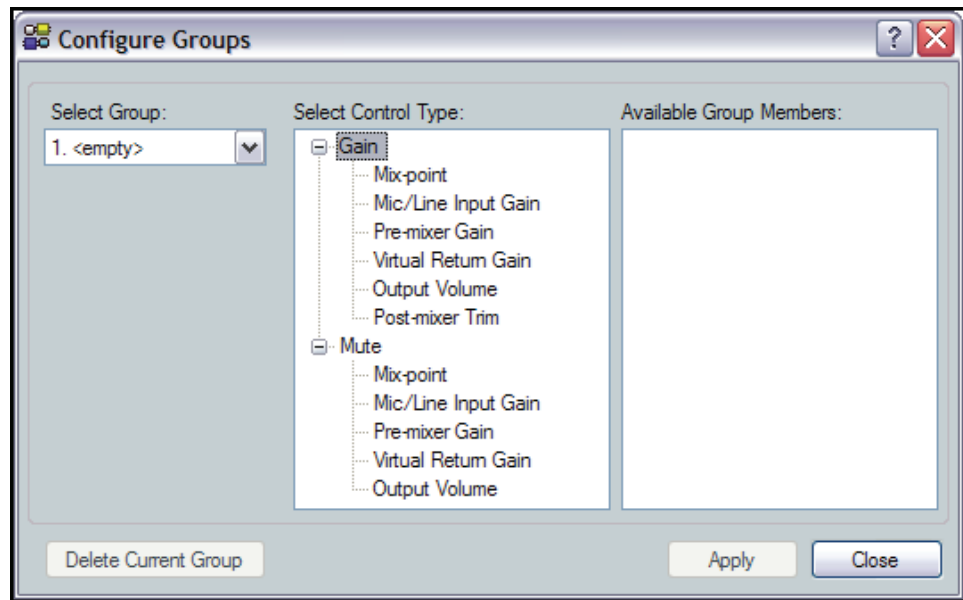 Configure Groups
?
Select Group:
1. <empty>
Select Control Type:
Gain
Mix-point
Mic/Line Input Gain
Pre-mixer Gain
Virtual Return Gain
Output Volume
Post-mixer Trim
Mute
Mix-point
Mic/Line Input Gain
Pre-mixer Gain
Virtual Return Gain
Output Volume
Available Group Members:
Delete Current Group
Apply
Close